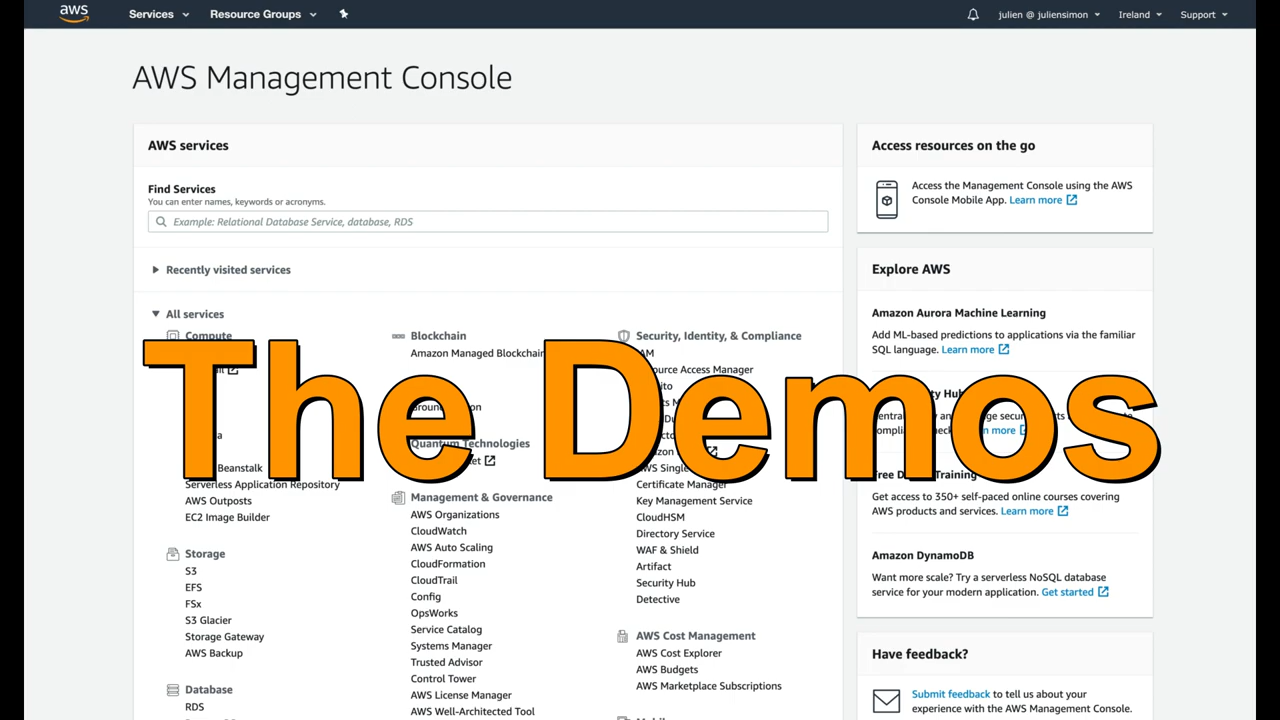 aws
Services
Resource Groups
julien @ juliensimon
Ireland
Support
AWS Management Console
AWS services
Find Services
You can enter names, keywords or acronyms.
Example: Relational Database Service, database, RDS
Recently visited services
All services
Compute
Beanstalk
Serverless Application Repository
AWS Outposts
EC2 Image Builder
Storage
S3
EFS
FSx
S3 Glacier
Storage Gateway
AWS Backup
Database
RDS
Blockchain
Amazon Managed Blockchain
Quantum Technologies
Management & Governance
AWS Organizations
CloudWatch
AWS Auto Scaling
CloudFormation
CloudTrail
Config
OpsWorks
Service Catalog
Systems Manager
Trusted Advisor
Control Tower
AWS License Manager
AWS Well-Architected Tool
Security, Identity, & Compliance
Resource Access Manager
AWS Single
Certificate Manager
Key Management Service
CloudHSM
Directory Service
WAF & Shield
Artifact
Security Hub
Detective
AWS Cost Management
AWS Cost Explorer
AWS Budgets
AWS Marketplace Subscriptions
The Demos
Access resources on the go
Access the Management Console using the AWS
Console Mobile App. Learn more
Explore AWS
Amazon Aurora Machine Learning
Add ML-based predictions to applications via the familiar
SQL language. Learn more
Training
Get access to 350+ self-paced online courses covering
AWS products and services. Learn more
Amazon DynamoDB
Want more scale? Try a serverless NoSQL database
service for your modern application. Get started
Have feedback?
Submit feedback to tell us about your
experience with the AWS Management Console.